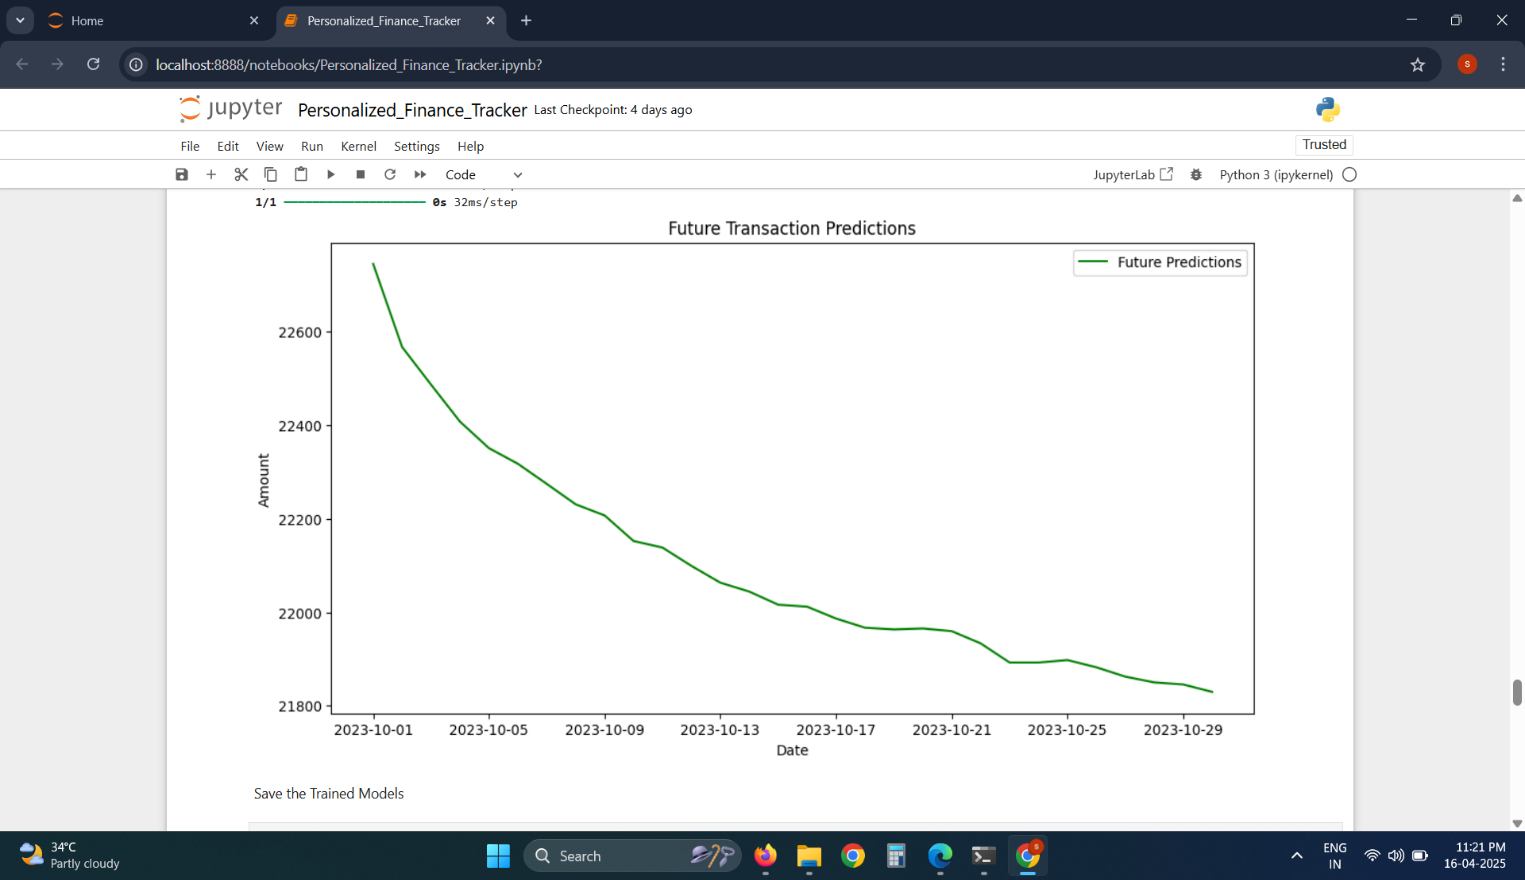 Home
Personalized_Finance_Tracker
localhost:8888/notebooks/Personalized_Finance_Tracker.ipynb?
S
jupyter Personalized_Finance_Tracker Last Checkpoint: 4 days ago
File Edit View Run Kernel Settings Help
Trusted
Code
JupyterLab
Python 3 (ipykernel)
1/1 0s 32ms/step
Future Transaction Predictions
Future Predictions
22600
22400
22200
22000
21800
Amount
2023-10-01 2023-10-05 2023-10-09 2023-10-13 2023-10-17 2023-10-21 2023-10-25 2023-10-29
Date
Save the Trained Models
34°C
Partly cloudy
Search
S
ENG
IN
11:21 PM
16-04-2025